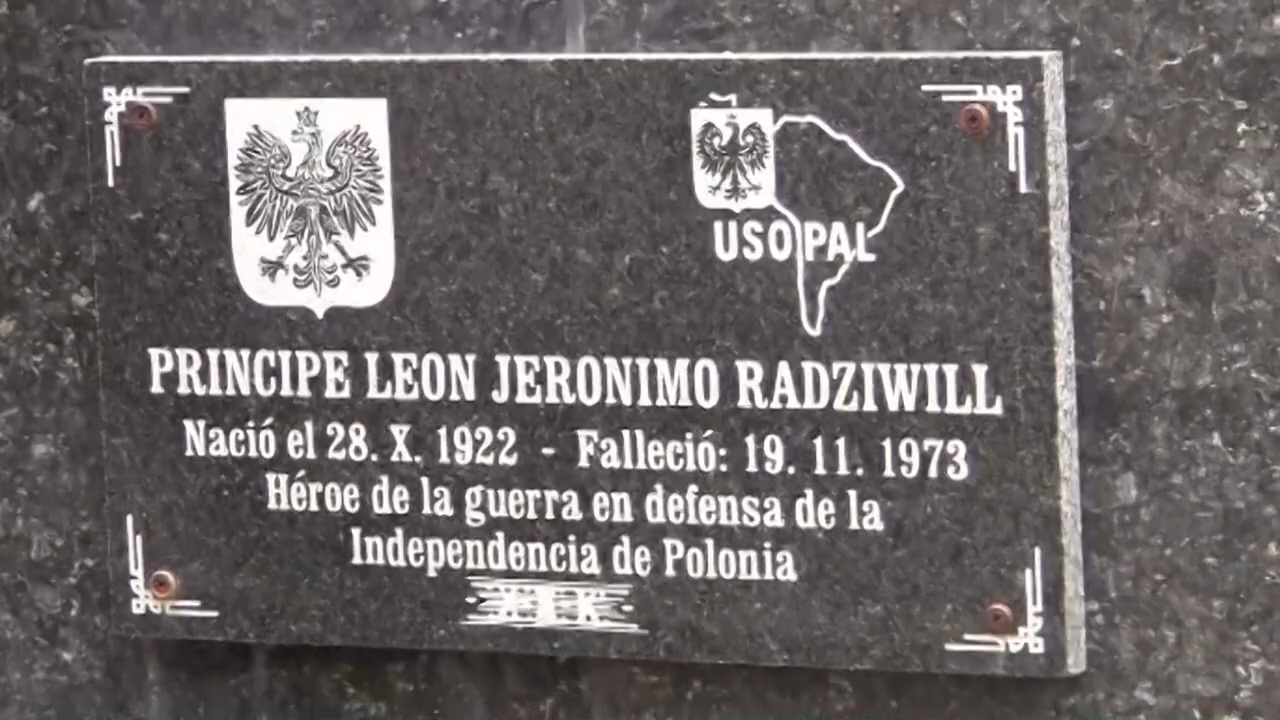 USOPAL
PRINCIPE LEON JERONIMO RADZIWILL
Nació el 28. X. 1922 - Falleció: 19. 11. 1973
Héroe de la guerra en defensa de la
Independencia de Polonia